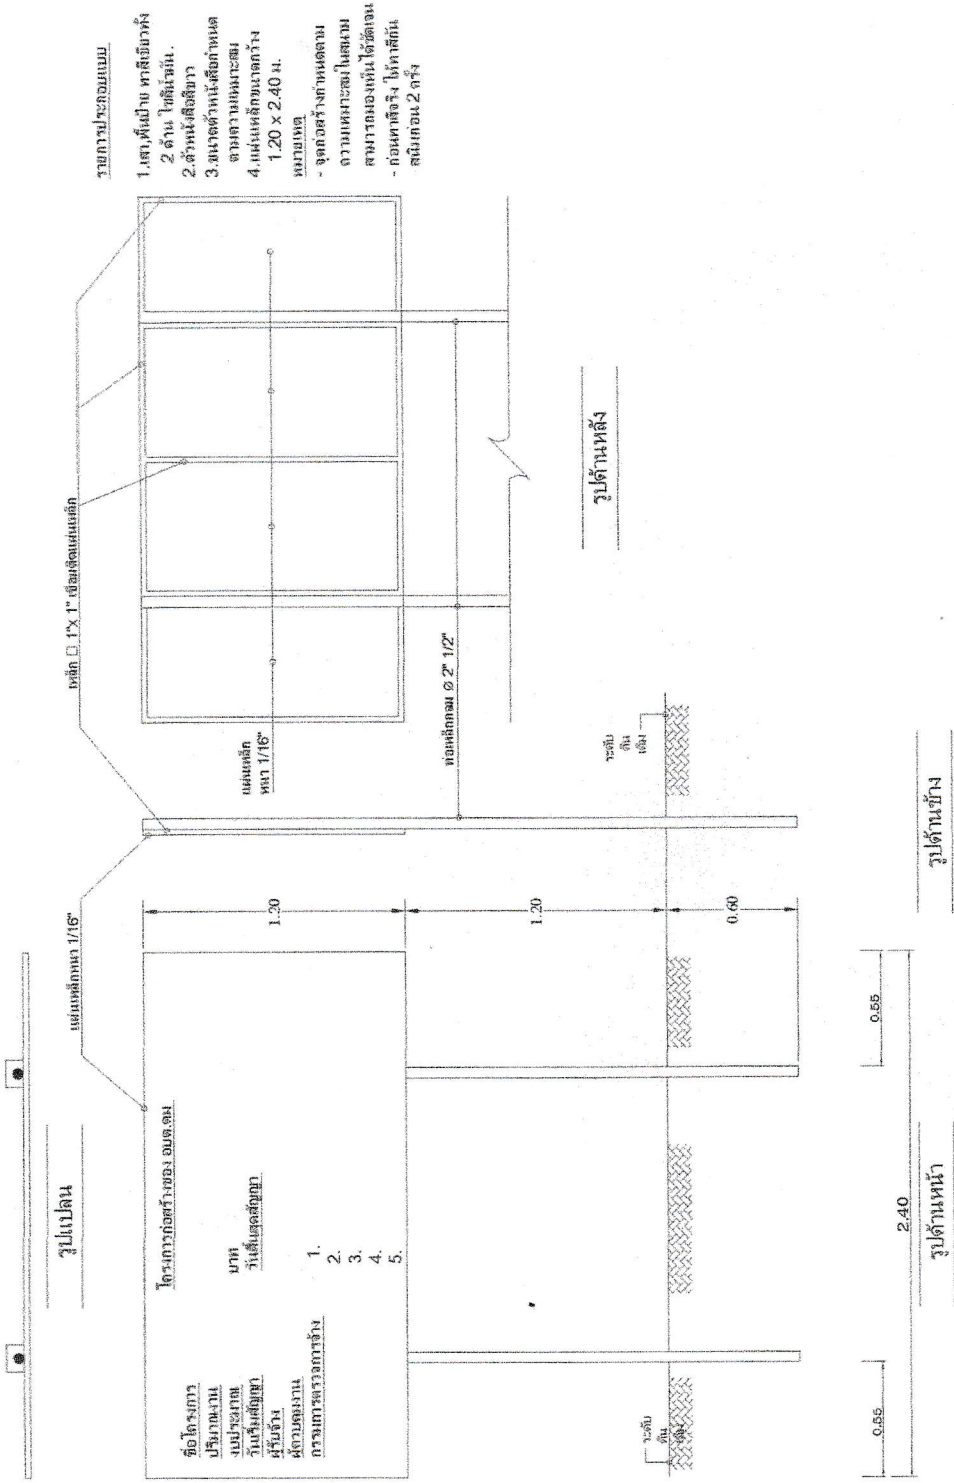 รูปแปลน
แผ่นเหล็กหนา 1/16"
เหล็ก □ 1"x 1" เชื่อมติดแผ่นเหล็ก
โครงการก่อสร้างของ อบต.ตม
ชื่อโครงการ
ปริมาณงาน
งบประมาณ บาท
วันเริ่มสัญญา วันสิ้นสุดสัญญา
ผู้รับจ้าง
ผู้ควบคุมงาน
กรรมการตรวจการจ้าง
1.
2.
3.
4.
5.
1.20
1.20
0.60
ระดับ
ดิน
เดิม
0.55
0.55
2.40
รูปด้านหน้า
แผ่นเหล็ก
หนา 1/16"
ท่อเหล็กกลม Ø 2" 1/2"
ระดับ
ดิน
เดิม
รูปด้านข้าง
รูปด้านหลัง
รายการประกอบแบบ
1.เสา,พื้นป้าย ทาสีเขียวทั้ง
2 ด้าน ใช้สีน้ำมัน.
2.ตัวหนังสือสีขาว
3.ขนาดตัวหนังสือกำหนด
ตามความเหมาะสม
4.แผ่นเหล็กขนาดกว้าง
1.20 x 2.40 ม.
หมายเหตุ
- จุดก่อสร้างกำหนดตาม
ความเหมาะสมในสนาม
สามารถมองเห็นได้ชัดเจน
- ก่อนทาสีจริง ให้ทาสีกัน
สนิมก่อน 2 ครั้ง